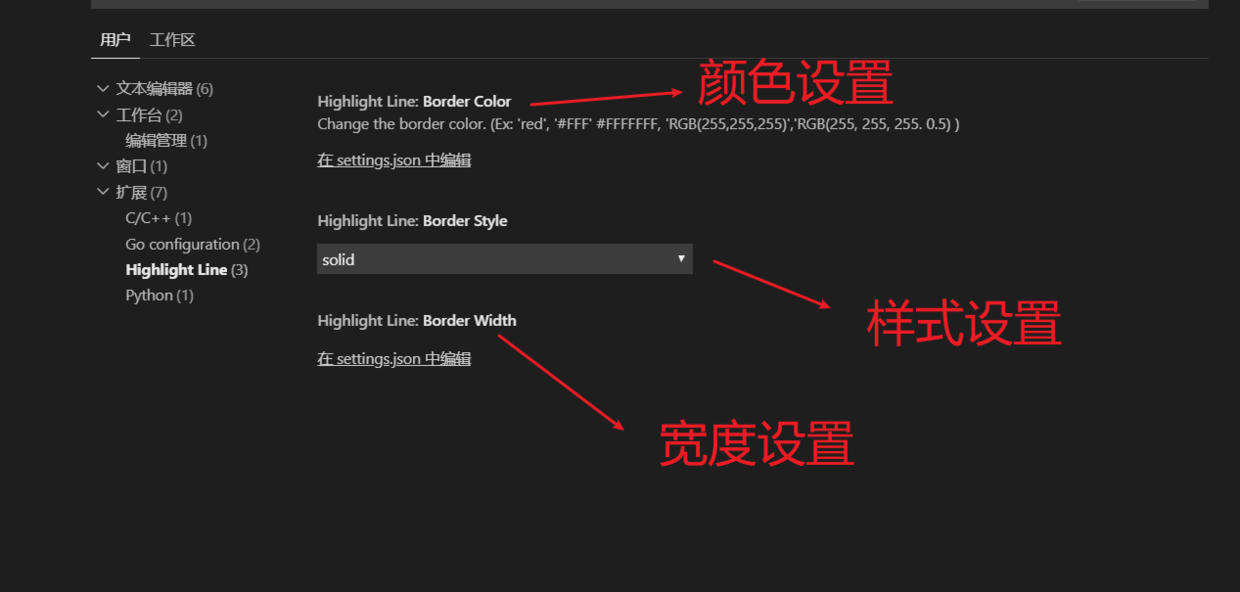 用户 工作区
文本编辑器 (6)
工作台 (2)
编辑管理 (1)
窗口 (1)
扩展 (7)
C/C++ (1)
Go configuration (2)
Highlight Line (3)
Python (1)
Highlight Line: Border Color
颜色设置
Change the border color. (Ex: 'red', '#FFF' #FFFFFFF, 'RGB(255,255,255)','RGB(255, 255, 255. 0.5) )
在 settings.json 中编辑
Highlight Line: Border Style
solid
样式设置
Highlight Line: Border Width
在 settings.json 中编辑
宽度设置